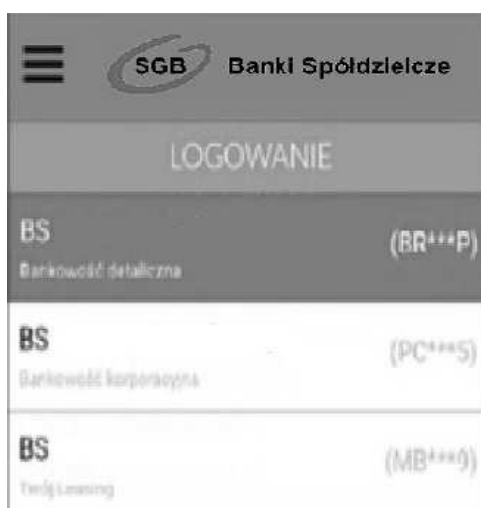 SGB Banki Spółdzielcze
LOGOWANIE
BS (BR***P)
Bankowość detaliczna
BS (PC***5)
Bankowość korporacyjna
BS (MB***9)
Twój Leasing